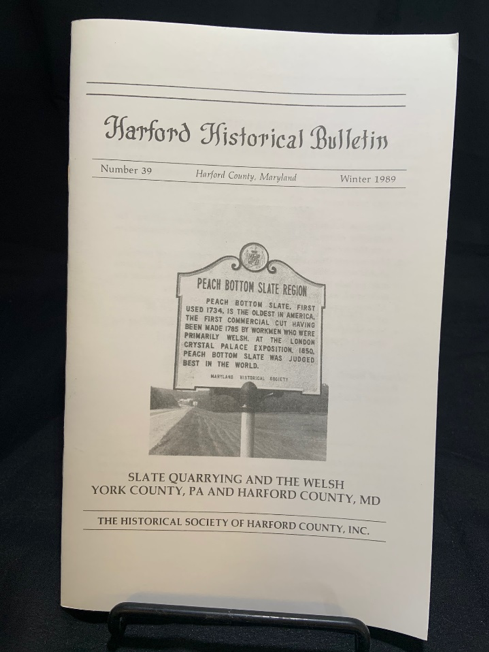 Harford Historical Bulletin
Number 39 Harford County, Maryland Winter 1989
PEACH BOTTOM SLATE REGION
PEACH BOTTOM SLATE, FIRST
USED 1734, IS THE OLDEST IN AMERICA,
THE FIRST COMMERCIAL CUT HAVING
BEEN MADE 1785 BY WORKMEN WHO WERE
PRIMARILY WELSH. AT THE LONDON
CRYSTAL PALACE EXPOSITION, 1850,
PEACH BOTTOM SLATE WAS JUDGED
BEST IN THE WORLD.
MARYLAND HISTORICAL SOCIETY
SLATE QUARRYING AND THE WELSH
YORK COUNTY, PA AND HARFORD COUNTY, MD
THE HISTORICAL SOCIETY OF HARFORD COUNTY, INC.